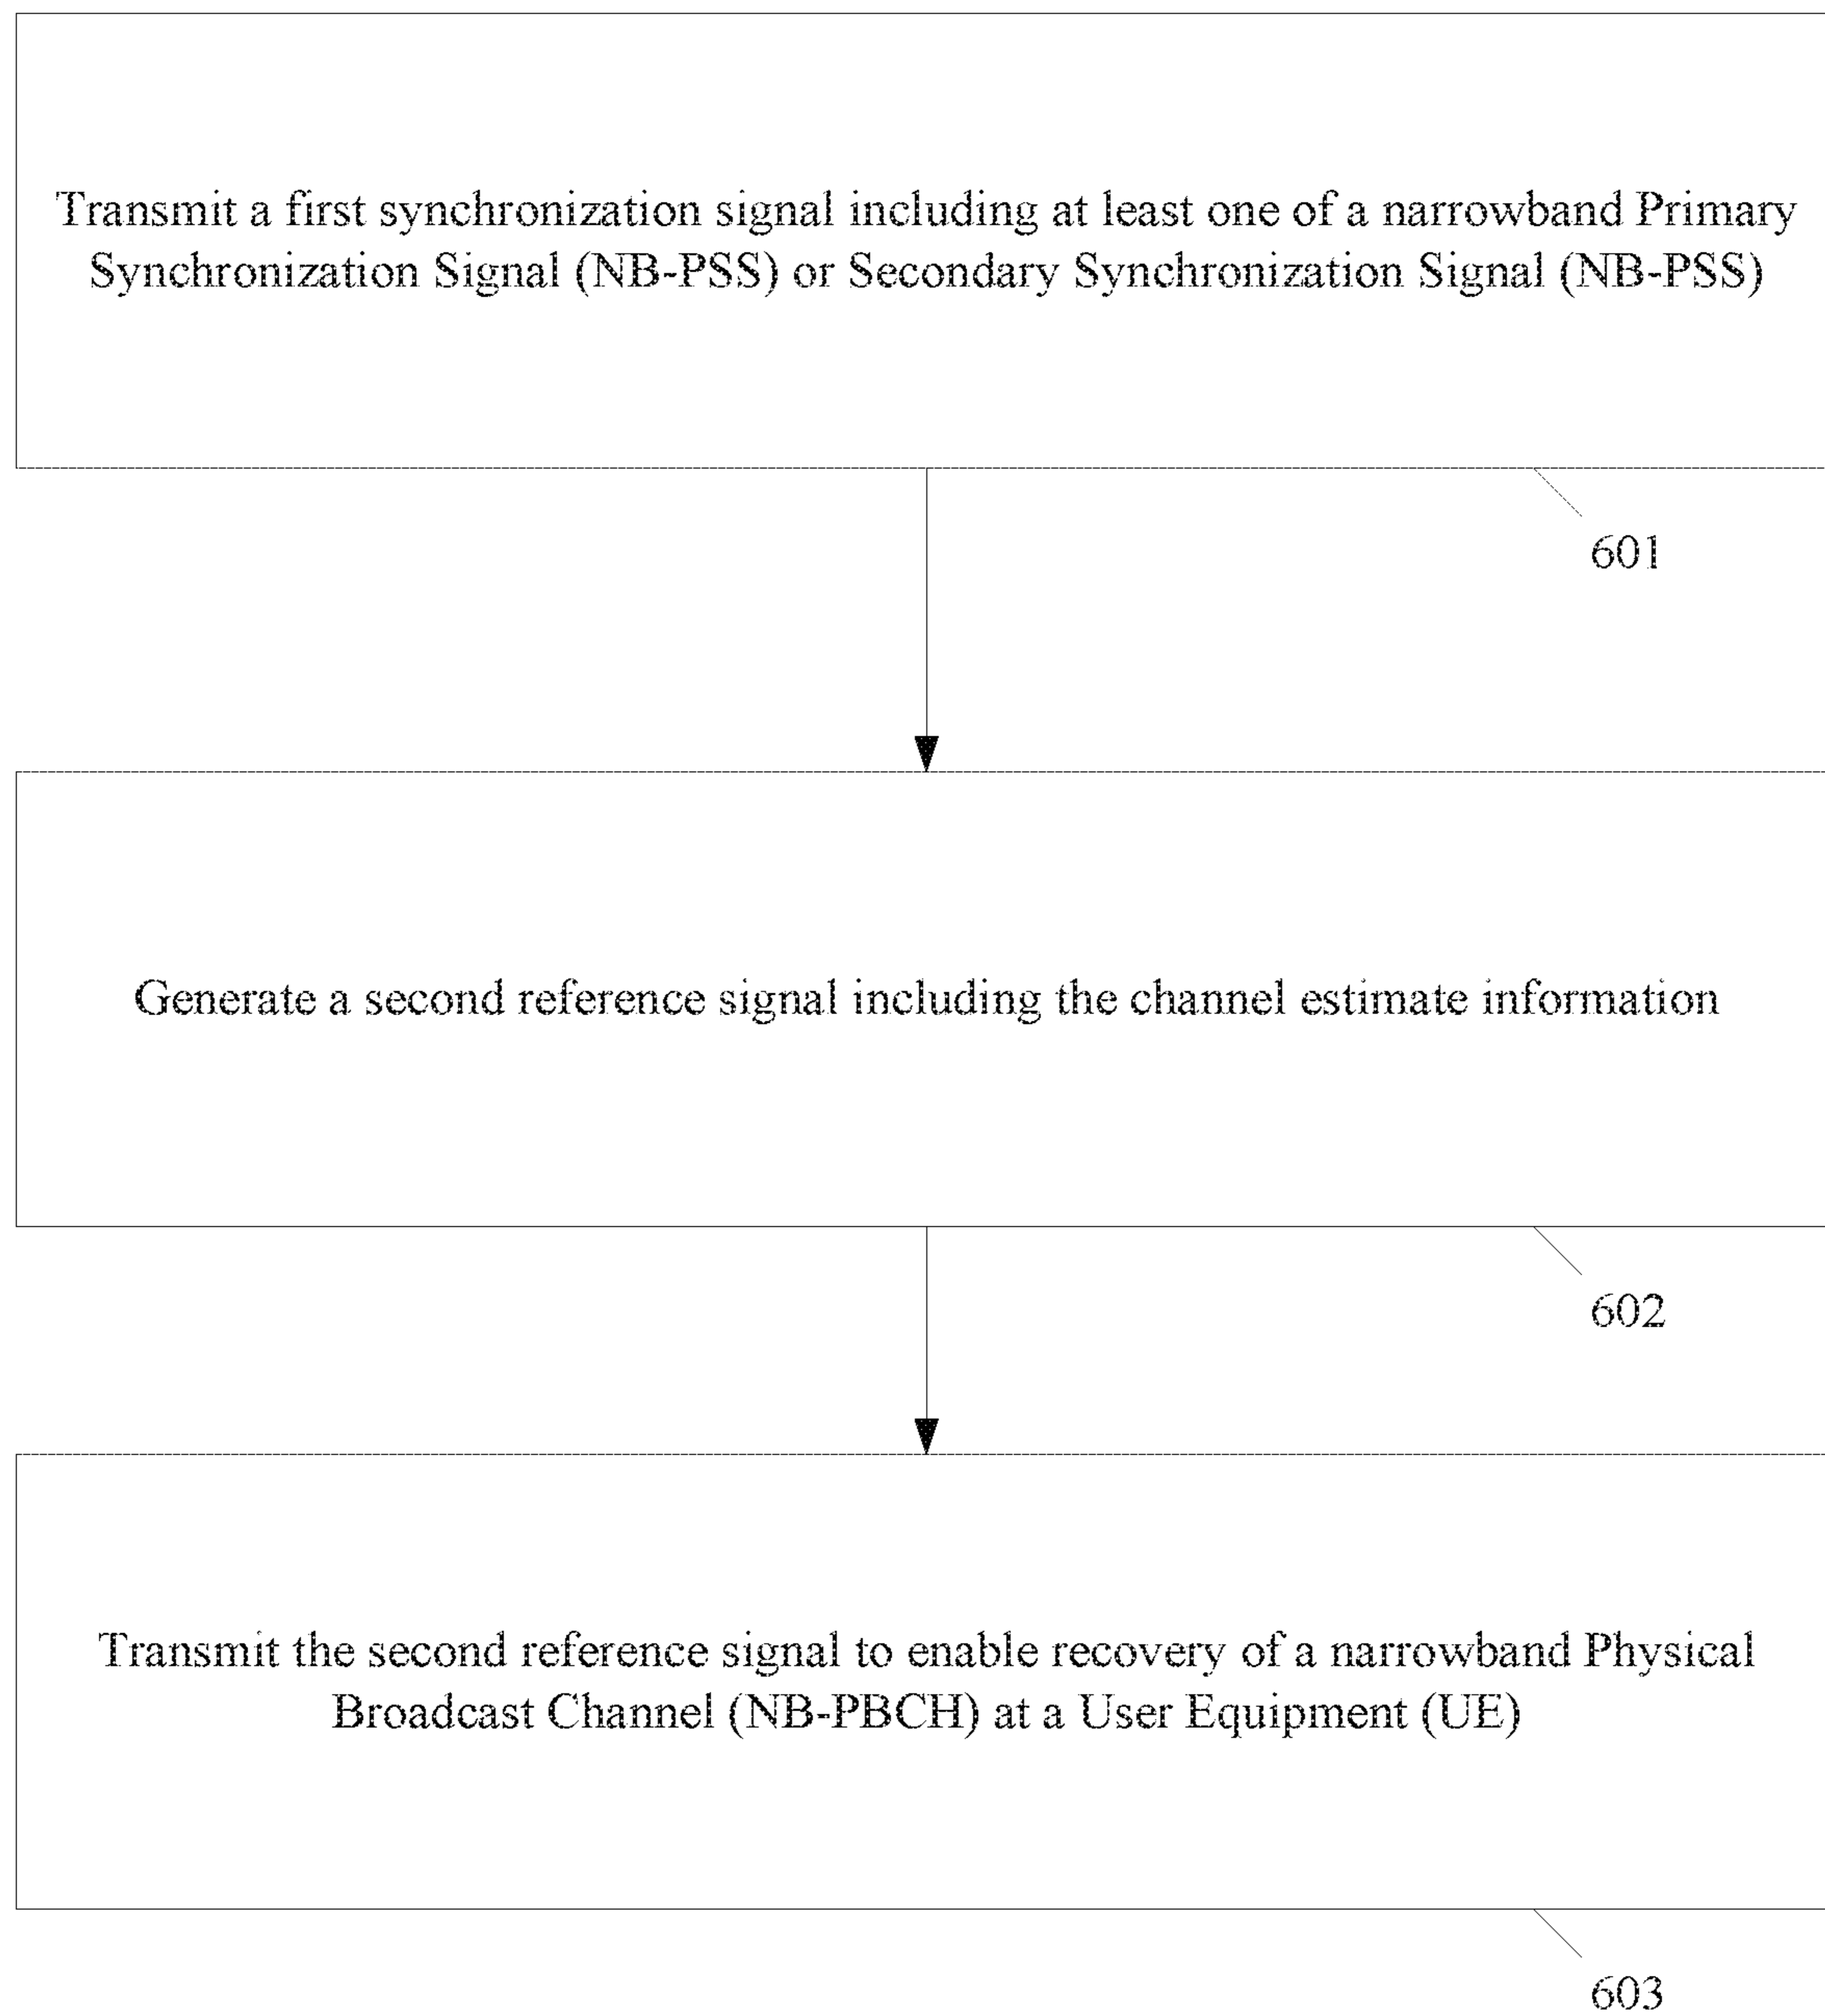 Transmit a first synchronization signal including at least one of a narrowband Primary
Synchronization Signal (NB-PSS) or Secondary Synchronization Signal (NB-PSS)
601
Generate a second reference signal including the channel estimate information
602
Transmit the second reference signal to enable recovery of a narrowband Physical
Broadcast Channel (NB-PBCH) at a User Equipment (UE)
603